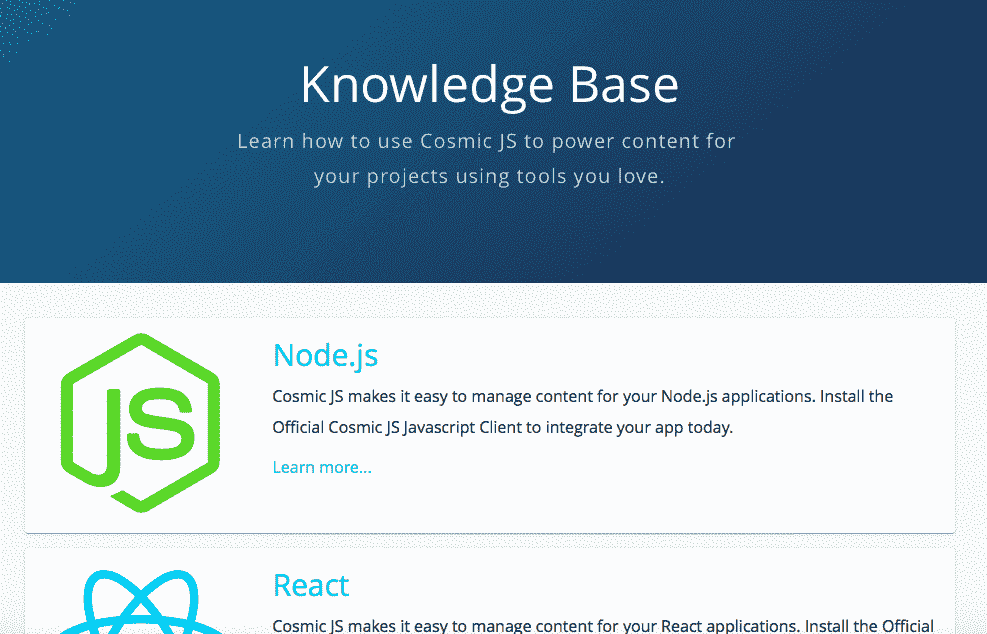 Knowledge Base
Learn how to use Cosmic JS to power content for
your projects using tools you love.
JS
Node.js
Cosmic JS makes it easy to manage content for your Node.js applications. Install the
Official Cosmic JS Javascript Client to integrate your app today.
Learn more...
React
Cosmic JS makes it easy to manage content for your React applications. Install the Official